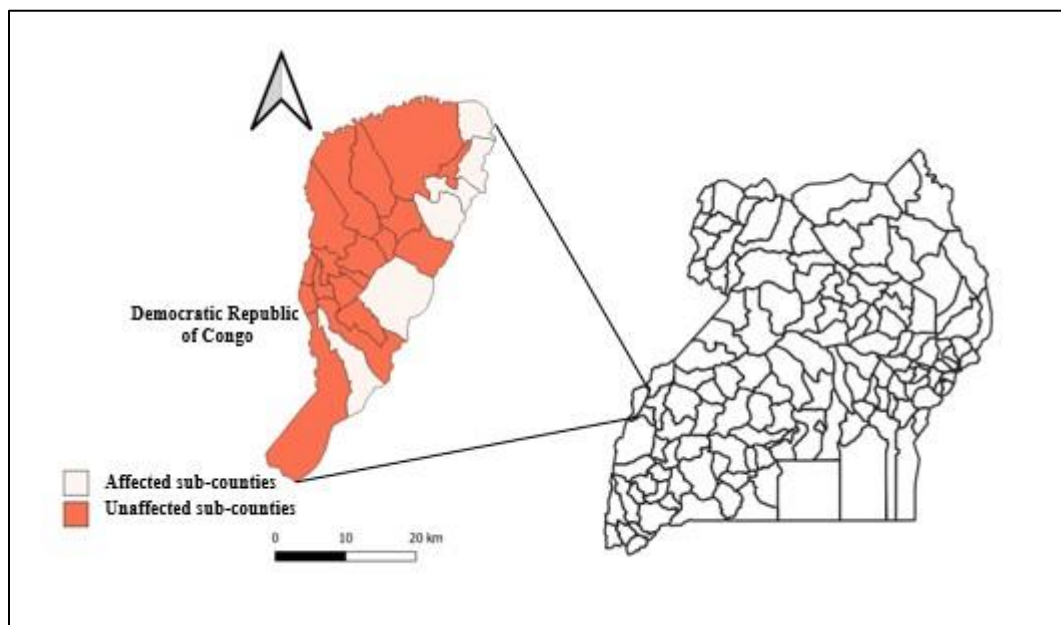 Democratic Republic
of Congo
Affected sub-counties
Unaffected sub-counties
0 10 20 km